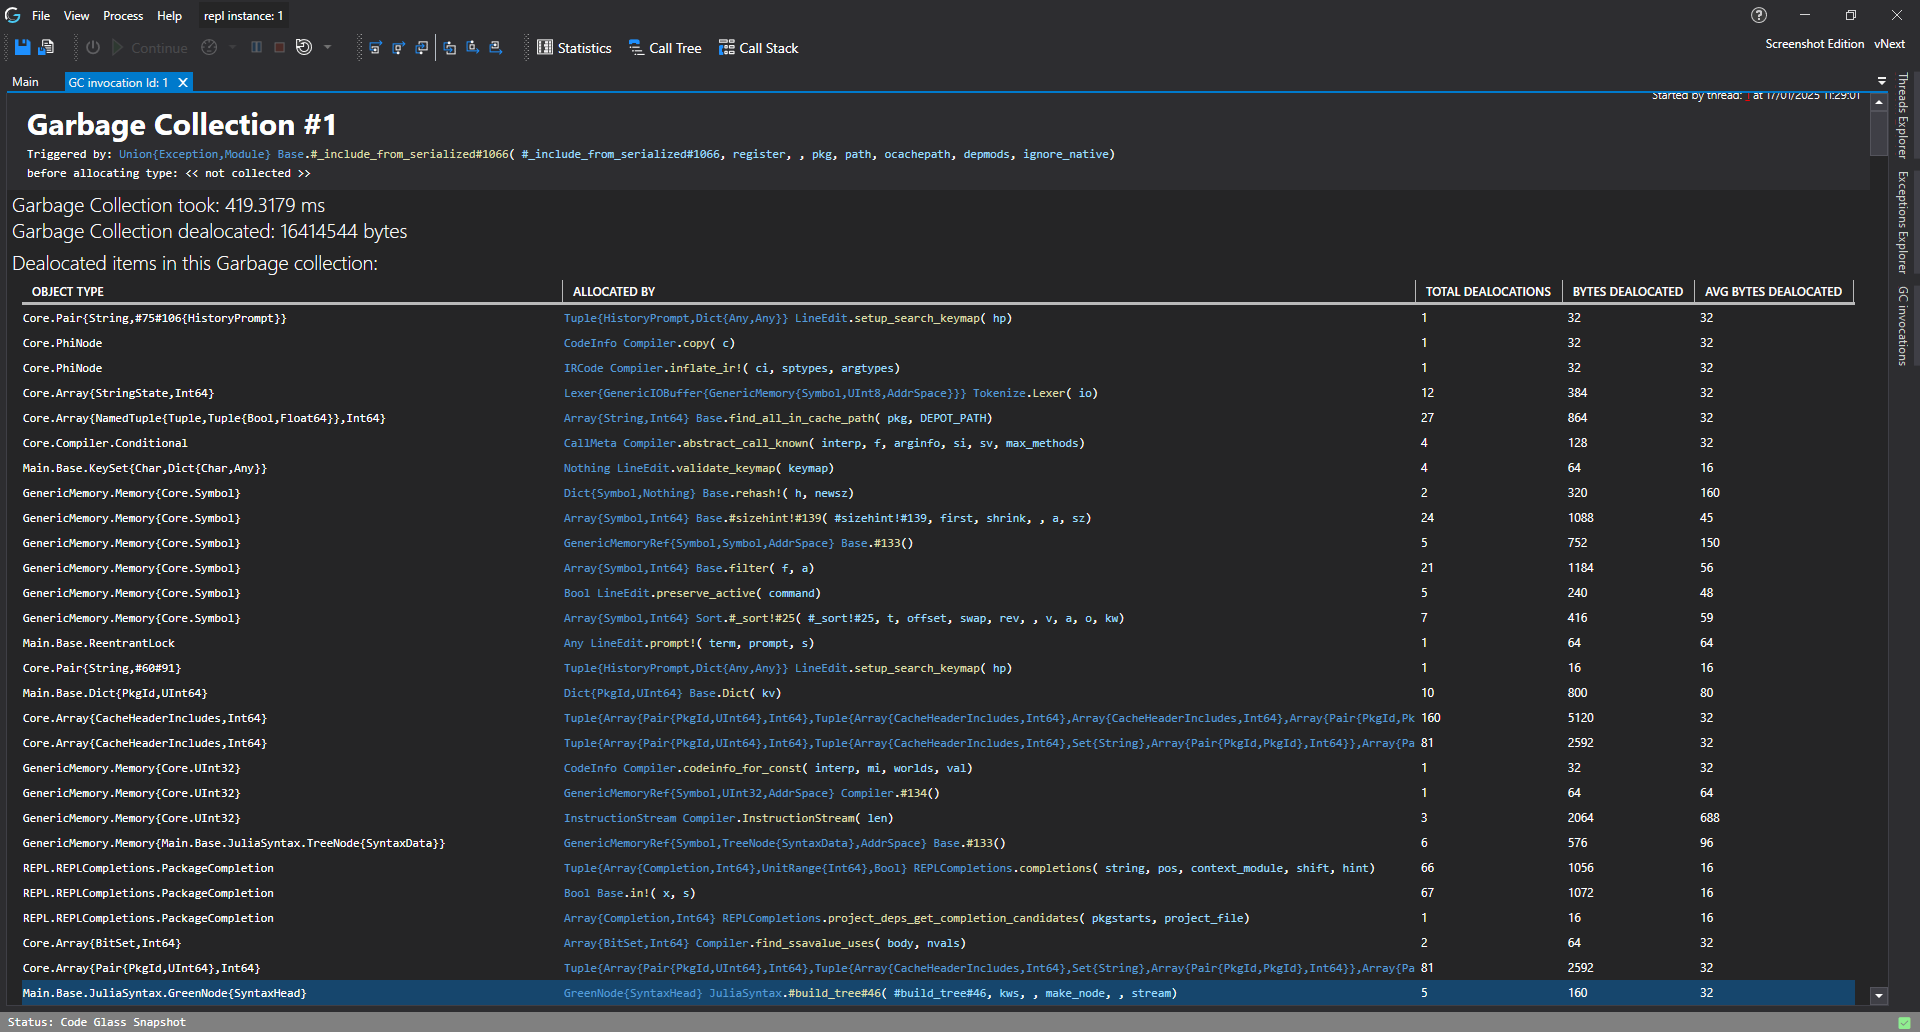 File View Process Help repl instance: 1
Continue Statistics Call Tree Call Stack
Screenshot Edition vNext
Main GC invocation Id: 1
Started by thread: 1 at 17/01/2025 11:29:01
Garbage Collection #1
Triggered by: Union{Exception,Module} Base.#_include_from_serialized#1066( #_include_from_serialized#1066, register, , pkg, path, ocachepath, depmods, ignore_native)
before allocating type: << not collected >>
Garbage Collection took: 419.3179 ms
Garbage Collection dealocated: 16414544 bytes
Dealocated items in this Garbage collection:
OBJECT TYPE ALLOCATED BY TOTAL DEALOCATIONS BYTES DEALOCATED AVG BYTES DEALOCATED
Core.Pair{String,#75#106{HistoryPrompt}} Tuple{HistoryPrompt,Dict{Any,Any}} LineEdit.setup_search_keymap( hp) 1 32 32
Core.PhiNode CodeInfo Compiler.copy( c) 1 32 32
Core.PhiNode IRCode Compiler.inflate_ir!( ci, sptypes, argtypes) 1 32 32
Core.Array{StringState,Int64} Lexer{GenericIOBuffer{GenericMemory{Symbol,UInt8,AddrSpace}}} Tokenize.Lexer( io) 12 384 32
Core.Array{NamedTuple{Tuple,Tuple{Bool,Float64}},Int64} Array{String,Int64} Base.find_all_in_cache_path( pkg, DEPOT_PATH) 27 864 32
Core.Compiler.Conditional CallMeta Compiler.abstract_call_known( interp, f, arginfo, si, sv, max_methods) 4 128 32
Main.Base.KeySet{Char,Dict{Char,Any}} Nothing LineEdit.validate_keymap( keymap) 4 64 16
GenericMemory.Memory{Core.Symbol} Dict{Symbol,Nothing} Base.rehash!( h, newsz) 2 320 160
GenericMemory.Memory{Core.Symbol} Array{Symbol,Int64} Base.#sizehint!#139( #sizehint!#139, first, shrink, , a, sz) 24 1088 45
GenericMemory.Memory{Core.Symbol} GenericMemoryRef{Symbol,Symbol,AddrSpace} Base.#133() 5 752 150
GenericMemory.Memory{Core.Symbol} Array{Symbol,Int64} Base.filter( f, a) 21 1184 56
GenericMemory.Memory{Core.Symbol} Bool LineEdit.preserve_active( command) 5 240 48
GenericMemory.Memory{Core.Symbol} Array{Symbol,Int64} Sort.#_sort!#25( #_sort!#25, t, offset, swap, rev, , v, a, o, kw) 7 416 59
Main.Base.ReentrantLock Any LineEdit.prompt!( term, prompt, s) 1 64 64
Core.Pair{String,#60#91} Tuple{HistoryPrompt,Dict{Any,Any}} LineEdit.setup_search_keymap( hp) 1 16 16
Main.Base.Dict{PkgId,UInt64} Dict{PkgId,UInt64} Base.Dict( kv) 10 800 80
Core.Array{CacheHeaderIncludes,Int64} Tuple{Array{Pair{PkgId,UInt64},Int64},Tuple{Array{CacheHeaderIncludes,Int64},Array{CacheHeaderIncludes,Int64},Array{Pair{PkgId,Pk 160 5120 32
Core.Array{CacheHeaderIncludes,Int64} Tuple{Array{Pair{PkgId,UInt64},Int64},Tuple{Array{CacheHeaderIncludes,Int64},Set{String},Array{Pair{PkgId,PkgId},Int64}},Array{Pa 81 2592 32
GenericMemory.Memory{Core.UInt32} CodeInfo Compiler.codeinfo_for_const( interp, mi, worlds, val) 1 32 32
GenericMemory.Memory{Core.UInt32} GenericMemoryRef{Symbol,UInt32,AddrSpace} Compiler.#134() 1 64 64
GenericMemory.Memory{Core.UInt32} InstructionStream Compiler.InstructionStream( len) 3 2064 688
GenericMemory.Memory{Main.Base.JuliaSyntax.TreeNode{SyntaxData}} GenericMemoryRef{Symbol,TreeNode{SyntaxData},AddrSpace} Base.#133() 6 576 96
REPL.REPLCompletions.PackageCompletion Tuple{Array{Completion,Int64},UnitRange{Int64},Bool} REPLCompletions.completions( string, pos, context_module, shift, hint) 66 1056 16
REPL.REPLCompletions.PackageCompletion Bool Base.in!( x, s) 67 1072 16
REPL.REPLCompletions.PackageCompletion Array{Completion,Int64} REPLCompletions.project_deps_get_completion_candidates( pkgstarts, project_file) 1 16 16
Core.Array{BitSet,Int64} Array{BitSet,Int64} Compiler.find_ssavalue_uses( body, nvals) 2 64 32
Core.Array{Pair{PkgId,UInt64},Int64} Tuple{Array{Pair{PkgId,UInt64},Int64},Tuple{Array{CacheHeaderIncludes,Int64},Set{String},Array{Pair{PkgId,PkgId},Int64}},Array{Pa 81 2592 32
Main.Base.JuliaSyntax.GreenNode{SyntaxHead} GreenNode{SyntaxHead} JuliaSyntax.#build_tree#46( #build_tree#46, kws, , make_node, , stream) 5 160 32
Threads Explorer
Exceptions Explorer
GC invocations
Status: Code Glass Snapshot